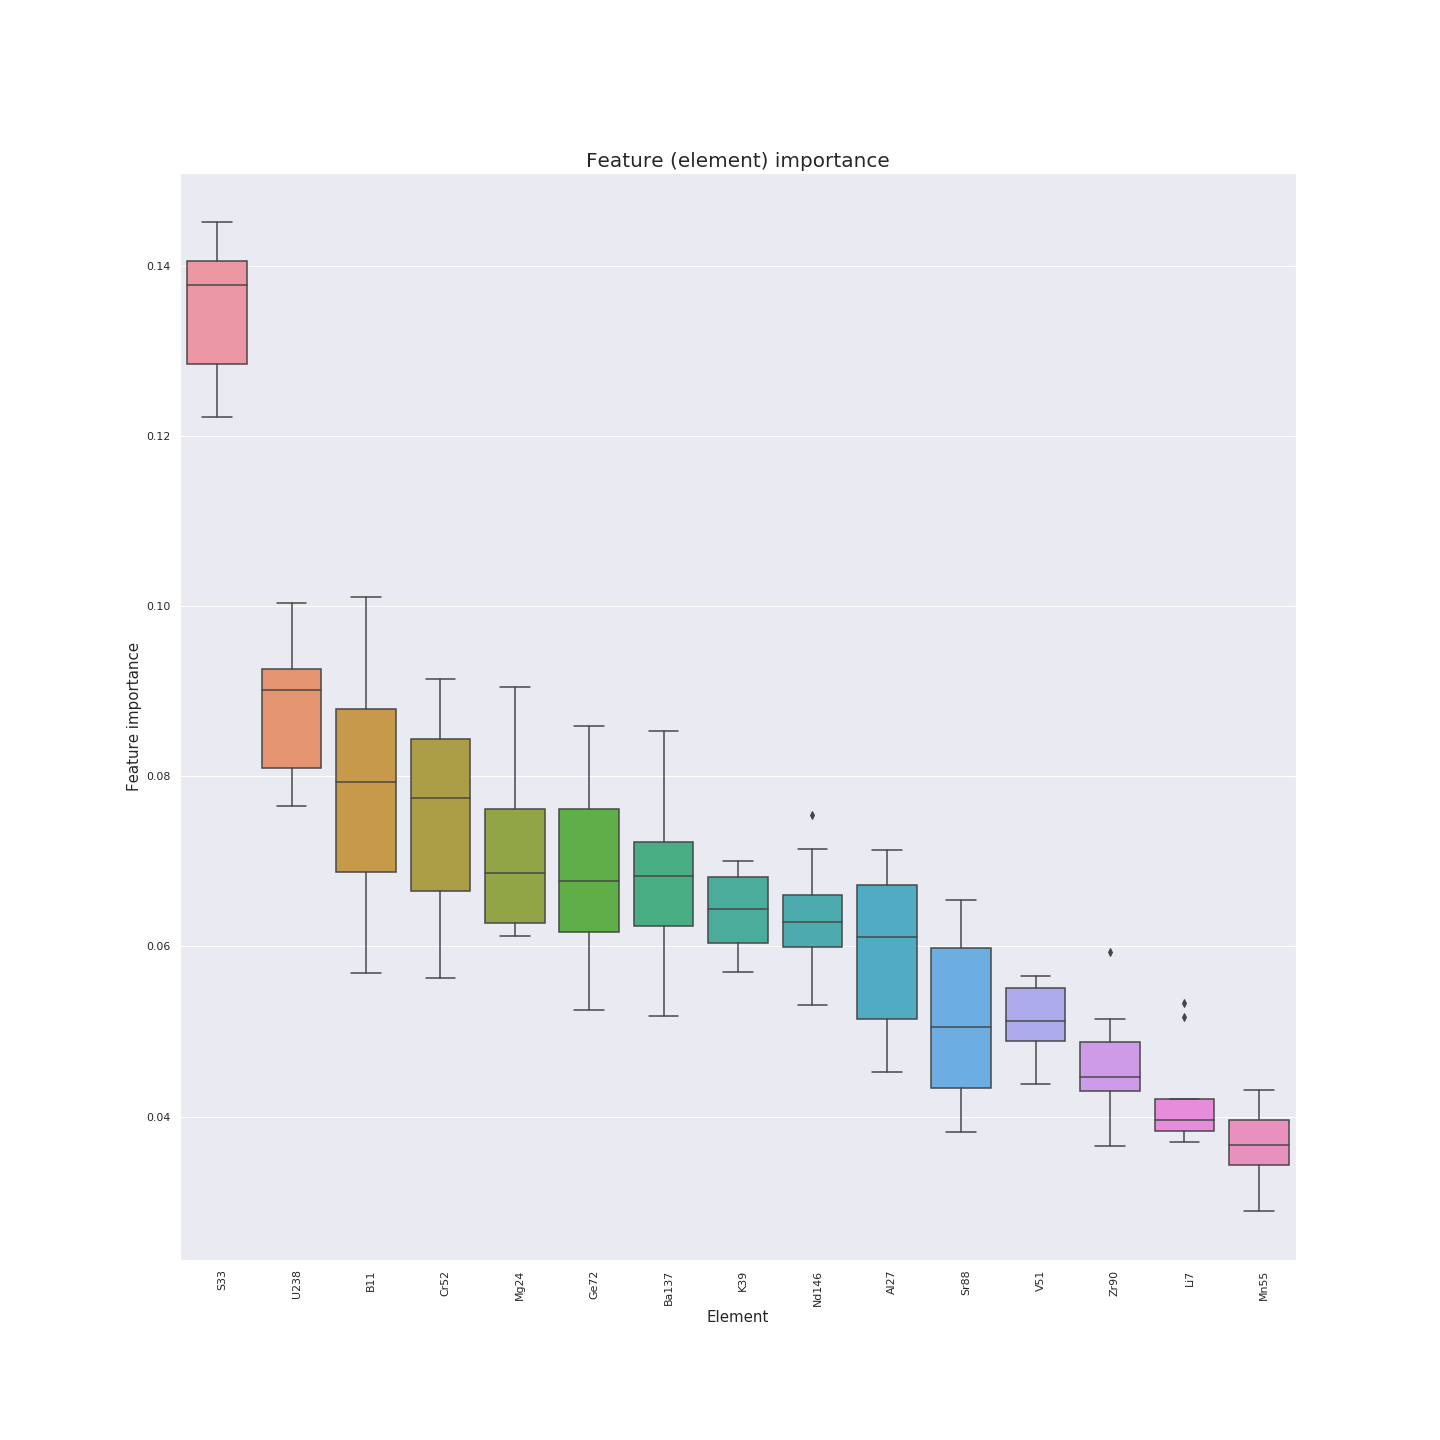 Feature (element) importance
0.14
0.12
0.10
0.08
0.06
0.04
Feature importance
S33
U238
B11
Cr52
Mg24
Ge72
Ba137
K39
Nd146
Al27
Sr88
V51
Zr90
Li7
Mn55
Element